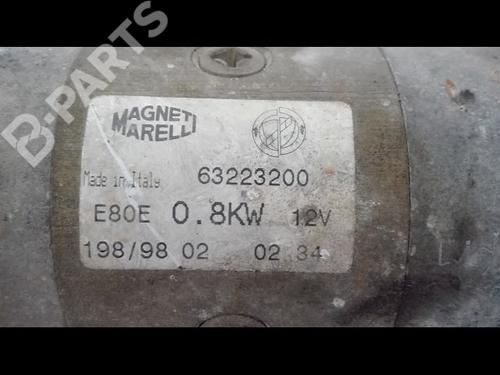 B-PARTS
MAGNETI
MARELLI
Made in Italy 63223200
E80E 0.8KW 12V
198/98 02 02 34